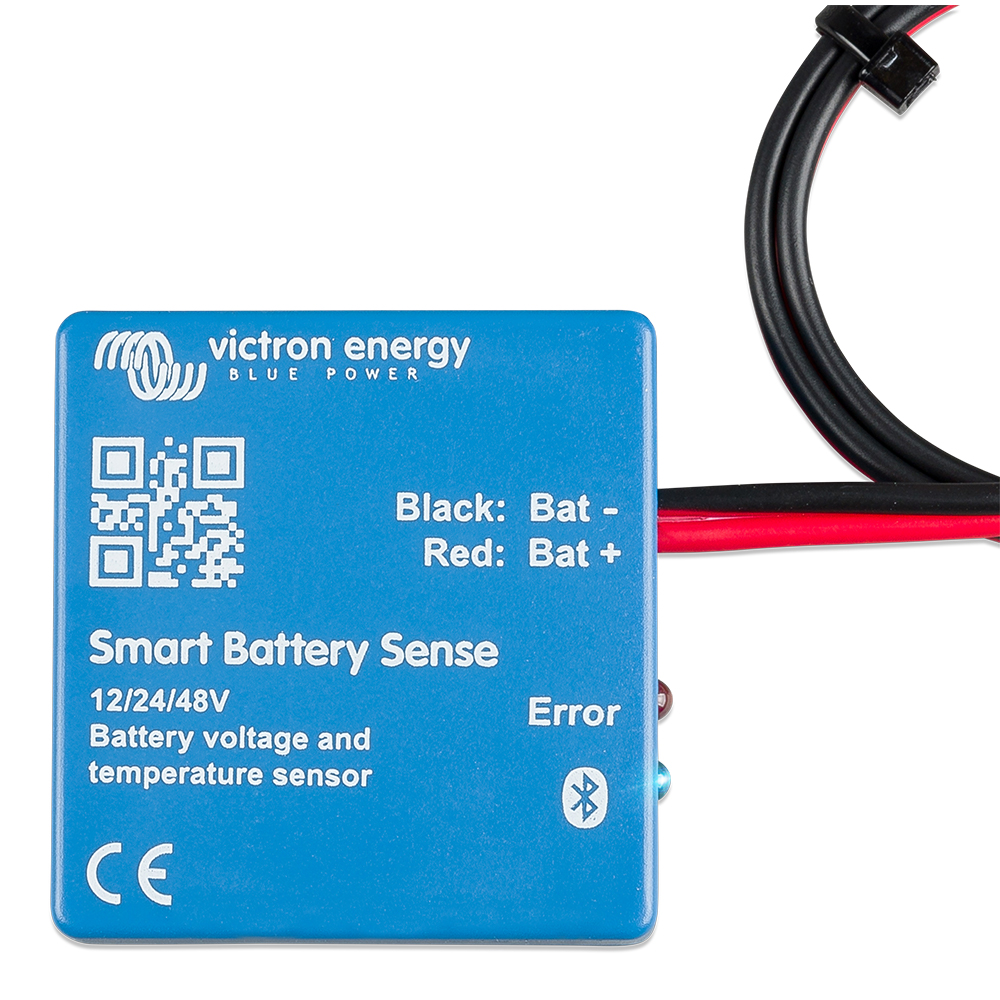 victron energy
BLUE POWER
Black: Bat -
Red: Bat +
Smart Battery Sense
12/24/48V
Battery voltage and
temperature sensor
Error
CE